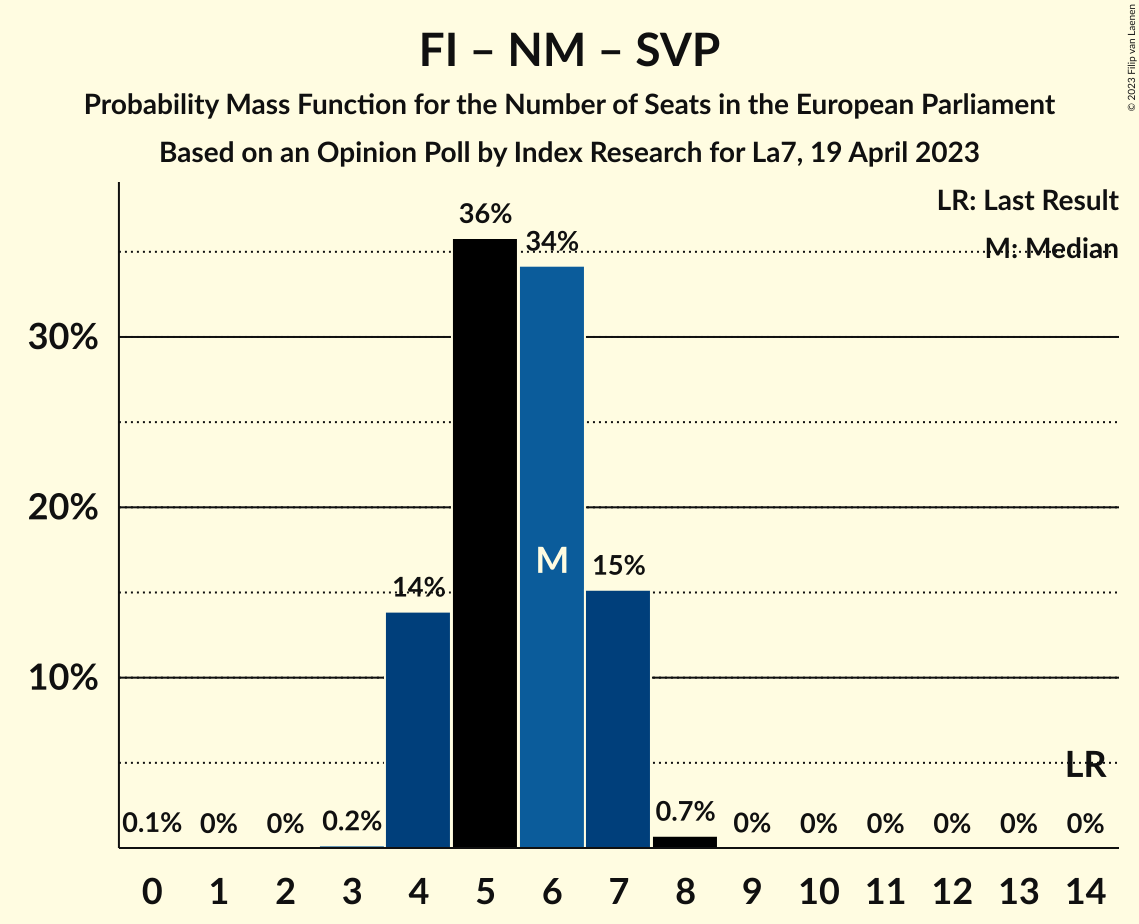 FI – NM – SVP
Probability Mass Function for the Number of Seats in the European Parliament
Based on an Opinion Poll by Index Research for La7, 19 April 2023
© 2023 Filip van Laenen
LR: Last Result
M: Median
36%
34%
30%
20%
M
15%
14%
10%
LR
0.1% 0% 0% 0.2% 0.7% 0% 0% 0% 0% 0% 0%
0 1 2 3 4 5 6 7 8 9 10 11 12 13 14